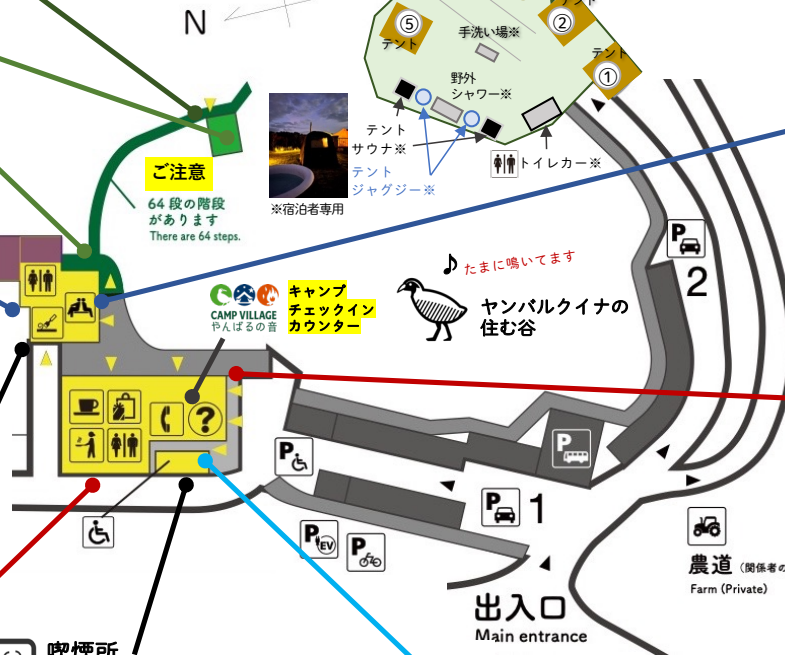 N
⑤
テント
手洗い場※
テント
②
テント
①
野外
シャワー※
テント
サウナ※
テント
ジャグジー※
トイレカー※
※宿泊者専用
ご注意
64 段の階段
があります
There are 64 steps.
P
2
♪ たまに鳴いてます
ヤンバルクイナの
住む谷
CAMP VILLAGE
やんばるの音
キャンプ
チェックイン
カウンター
?
P
P
P
1
P
EV
P
農道
Farm (Private)
出入口
Main entrance
喫煙所